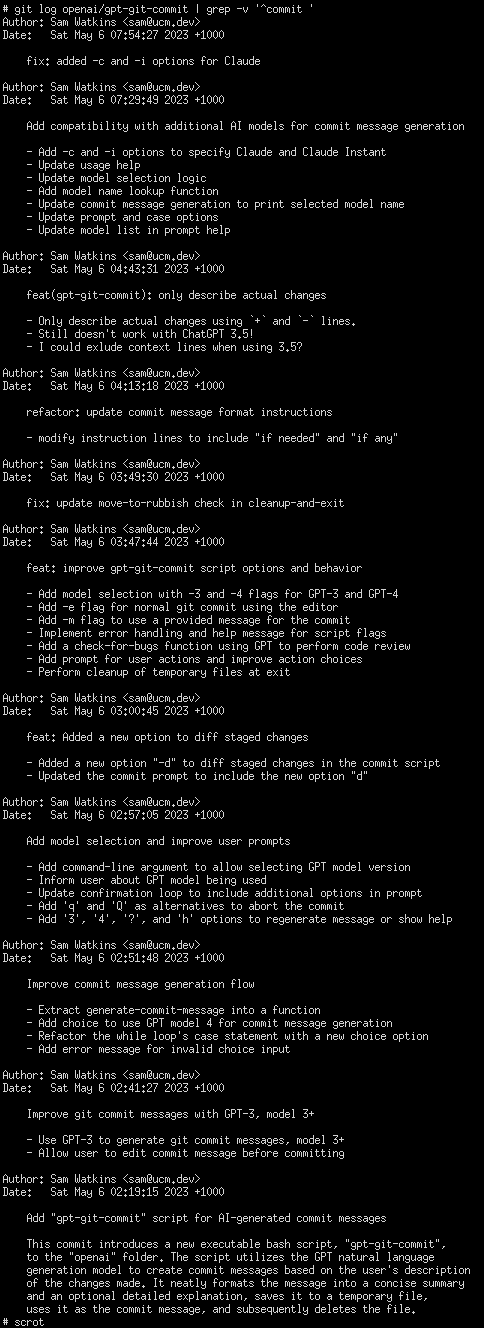 # git log openai/gpt-git-commit | grep -v '^commit '
Author: Sam Watkins <sam@ucm.dev>
Date:   Sat May 6 07:54:27 2023 +1000

    fix: added -c and -i options for Claude

Author: Sam Watkins <sam@ucm.dev>
Date:   Sat May 6 07:29:49 2023 +1000

    Add compatibility with additional AI models for commit message generation

    - Add -c and -i options to specify Claude and Claude Instant
    - Update usage help
    - Update model selection logic
    - Add model name lookup function
    - Update commit message generation to print selected model name
    - Update prompt and case options
    - Update model list in prompt help

Author: Sam Watkins <sam@ucm.dev>
Date:   Sat May 6 04:43:31 2023 +1000

    feat(gpt-git-commit): only describe actual changes

    - Only describe actual changes using `+` and `-` lines.
    - Still doesn't work with ChatGPT 3.5!
    - I could exlude context lines when using 3.5?

Author: Sam Watkins <sam@ucm.dev>
Date:   Sat May 6 04:13:18 2023 +1000

    refactor: update commit message format instructions

    - modify instruction lines to include "if needed" and "if any"

Author: Sam Watkins <sam@ucm.dev>
Date:   Sat May 6 03:49:30 2023 +1000

    fix: update move-to-rubbish check in cleanup-and-exit

Author: Sam Watkins <sam@ucm.dev>
Date:   Sat May 6 03:47:44 2023 +1000

    feat: improve gpt-git-commit script options and behavior

    - Add model selection with -3 and -4 flags for GPT-3 and GPT-4
    - Add -e flag for normal git commit using the editor
    - Add -m flag to use a provided message for the commit
    - Implement error handling and help message for script flags
    - Add a check-for-bugs function using GPT to perform code review
    - Add prompt for user actions and improve action choices
    - Perform cleanup of temporary files at exit

Author: Sam Watkins <sam@ucm.dev>
Date:   Sat May 6 03:00:45 2023 +1000

    feat: Added a new option to diff staged changes

    - Added a new option "-d" to diff staged changes in the commit script
    - Updated the commit prompt to include the new option "d"

Author: Sam Watkins <sam@ucm.dev>
Date:   Sat May 6 02:57:05 2023 +1000

    Add model selection and improve user prompts

    - Add command-line argument to allow selecting GPT model version
    - Inform user about GPT model being used
    - Update confirmation loop to include additional options in prompt
    - Add 'q' and 'Q' as alternatives to abort the commit
    - Add '3', '4', '?', and 'h' options to regenerate message or show help

Author: Sam Watkins <sam@ucm.dev>
Date:   Sat May 6 02:51:48 2023 +1000

    Improve commit message generation flow

    - Extract generate-commit-message into a function
    - Add choice to use GPT model 4 for commit message generation
    - Refactor the while loop's case statement with a new choice option
    - Add error message for invalid choice input

Author: Sam Watkins <sam@ucm.dev>
Date:   Sat May 6 02:41:27 2023 +1000

    Improve git commit messages with GPT-3, model 3+

    - Use GPT-3 to generate git commit messages, model 3+
    - Allow user to edit commit message before committing

Author: Sam Watkins <sam@ucm.dev>
Date:   Sat May 6 02:19:15 2023 +1000

    Add "gpt-git-commit" script for AI-generated commit messages

    This commit introduces a new executable bash script, "gpt-git-commit",
    to the "openai" folder. The script utilizes the GPT natural language
    generation model to create commit messages based on the user's description
    of the changes made. It neatly formats the message into a concise summary
    and an optional detailed explanation, saves it to a temporary file,
    uses it as the commit message, and subsequently deletes the file.
# scrot